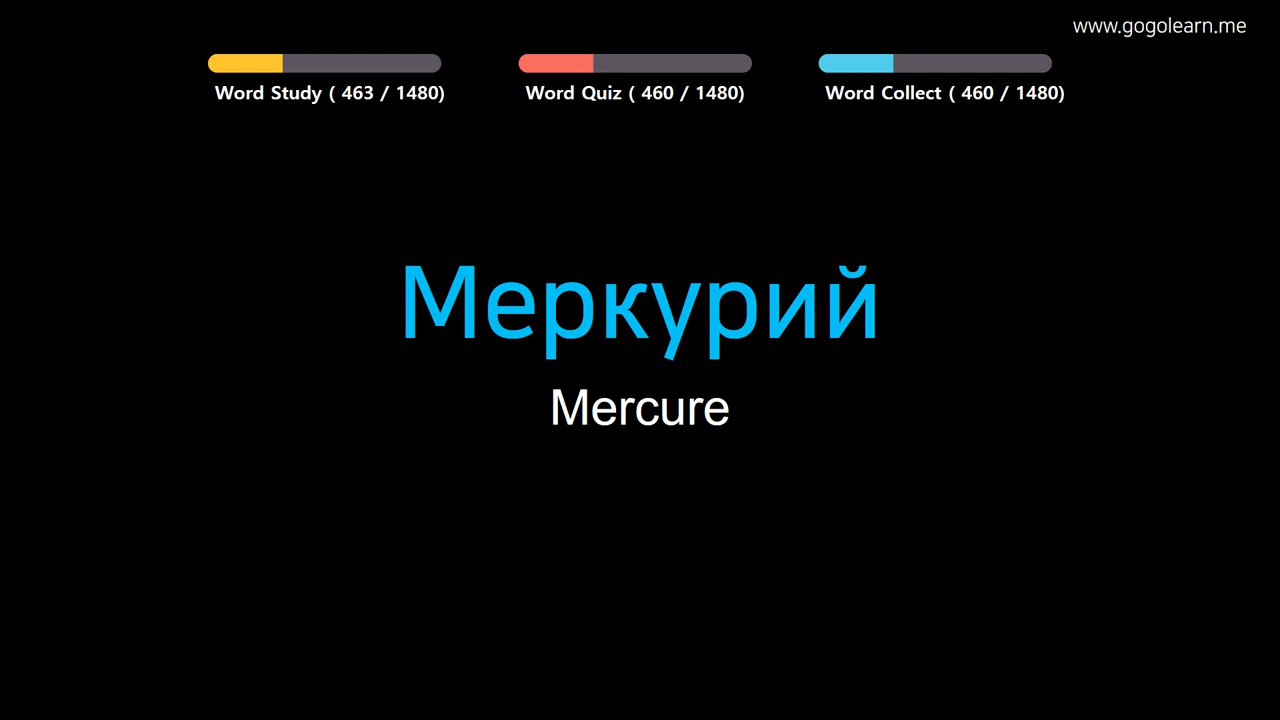 www.gogolearn.me
Word Study ( 463 / 1480)
Word Quiz ( 460 / 1480)
Word Collect ( 460 / 1480)
Меркурий
Mercure